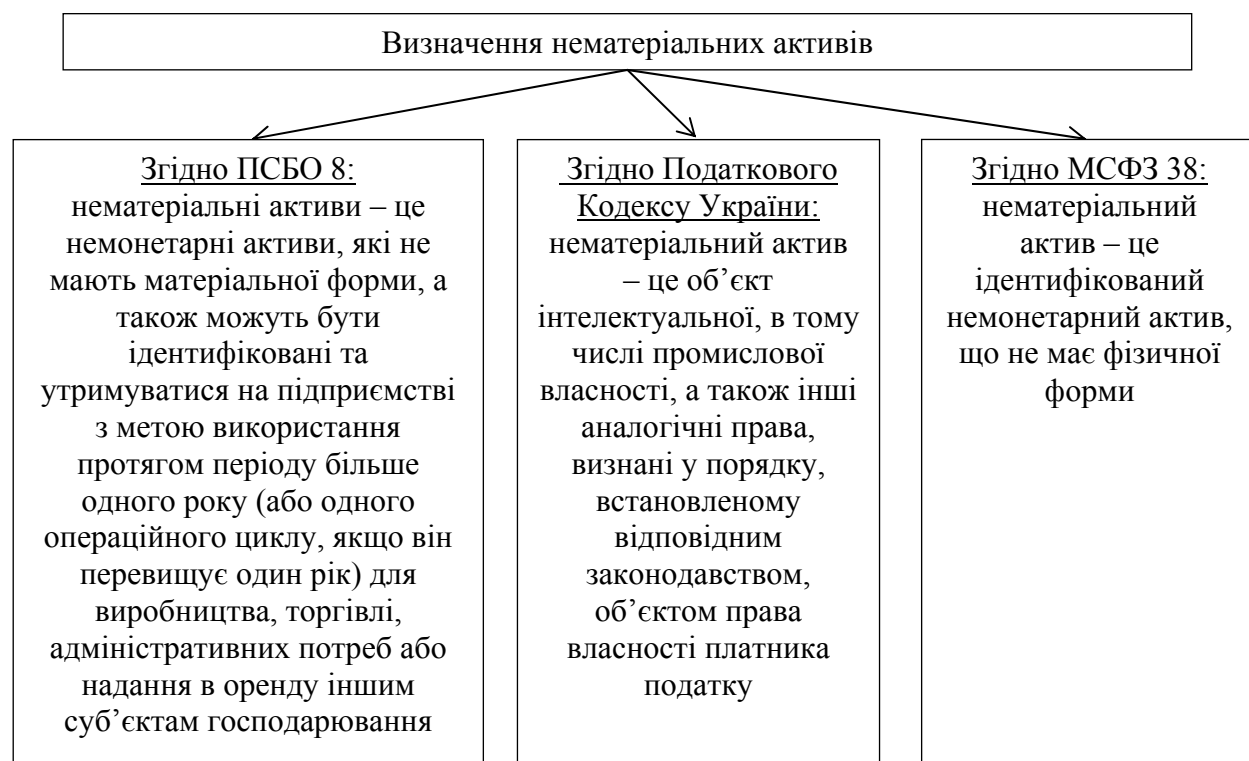 Визначення нематеріальних активів
Згідно ПСБО 8:
нематеріальні активи – це
немонетарні активи, які не
мають матеріальної форми, а
також можуть бути
ідентифіковані та
утримуватися на підприємстві
з метою використання
протягом періоду більше
одного року (або одного
операційного циклу, якщо він
перевищує один рік) для
виробництва, торгівлі,
адміністративних потреб або
надання в оренду іншим
суб’єктам господарювання
Згідно Податкового
Кодексу України:
нематеріальний актив
– це об’єкт
інтелектуальної, в тому
числі промислової
власності, а також інші
аналогічні права,
визнані у порядку,
встановленому
відповідним
законодавством,
об’єктом права
власності платника
податку
Згідно МСФЗ 38:
нематеріальний
актив – це
ідентифікований
немонетарний актив,
що не має фізичної
форми